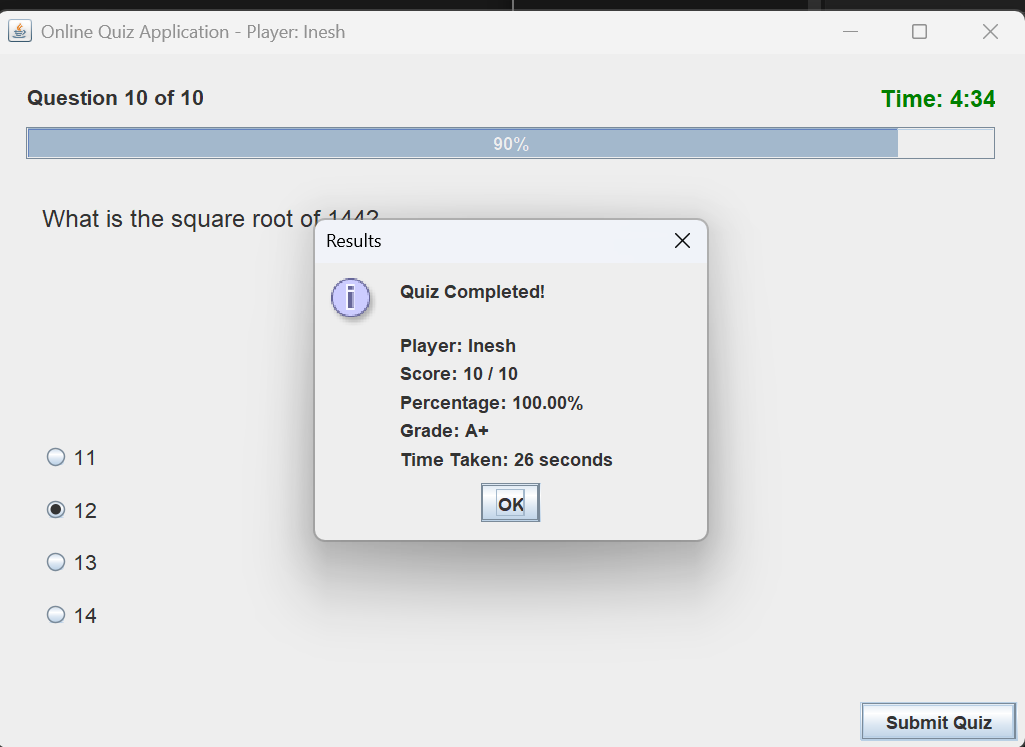 Online Quiz Application - Player: Inesh
Question 10 of 10
Time: 4:34
90%
What is the square root of 144?
Results
Quiz Completed!
Player: Inesh
Score: 10 / 10
Percentage: 100.00%
Grade: A+
Time Taken: 26 seconds
OK
11
12
13
14
Submit Quiz